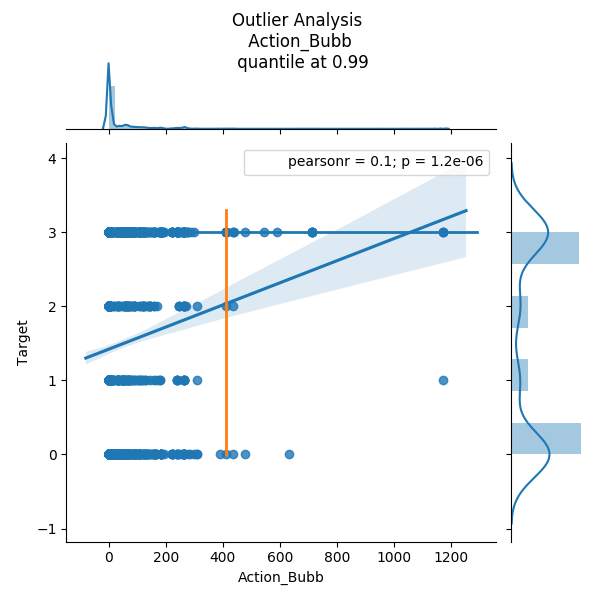 Outlier Analysis
Action_Bubb
quantile at 0.99
pearsonr = 0.1; p = 1.2e-06
4
3
2
1
0
−1
Target
0 200 400 600 800 1000 1200
Action_Bubb